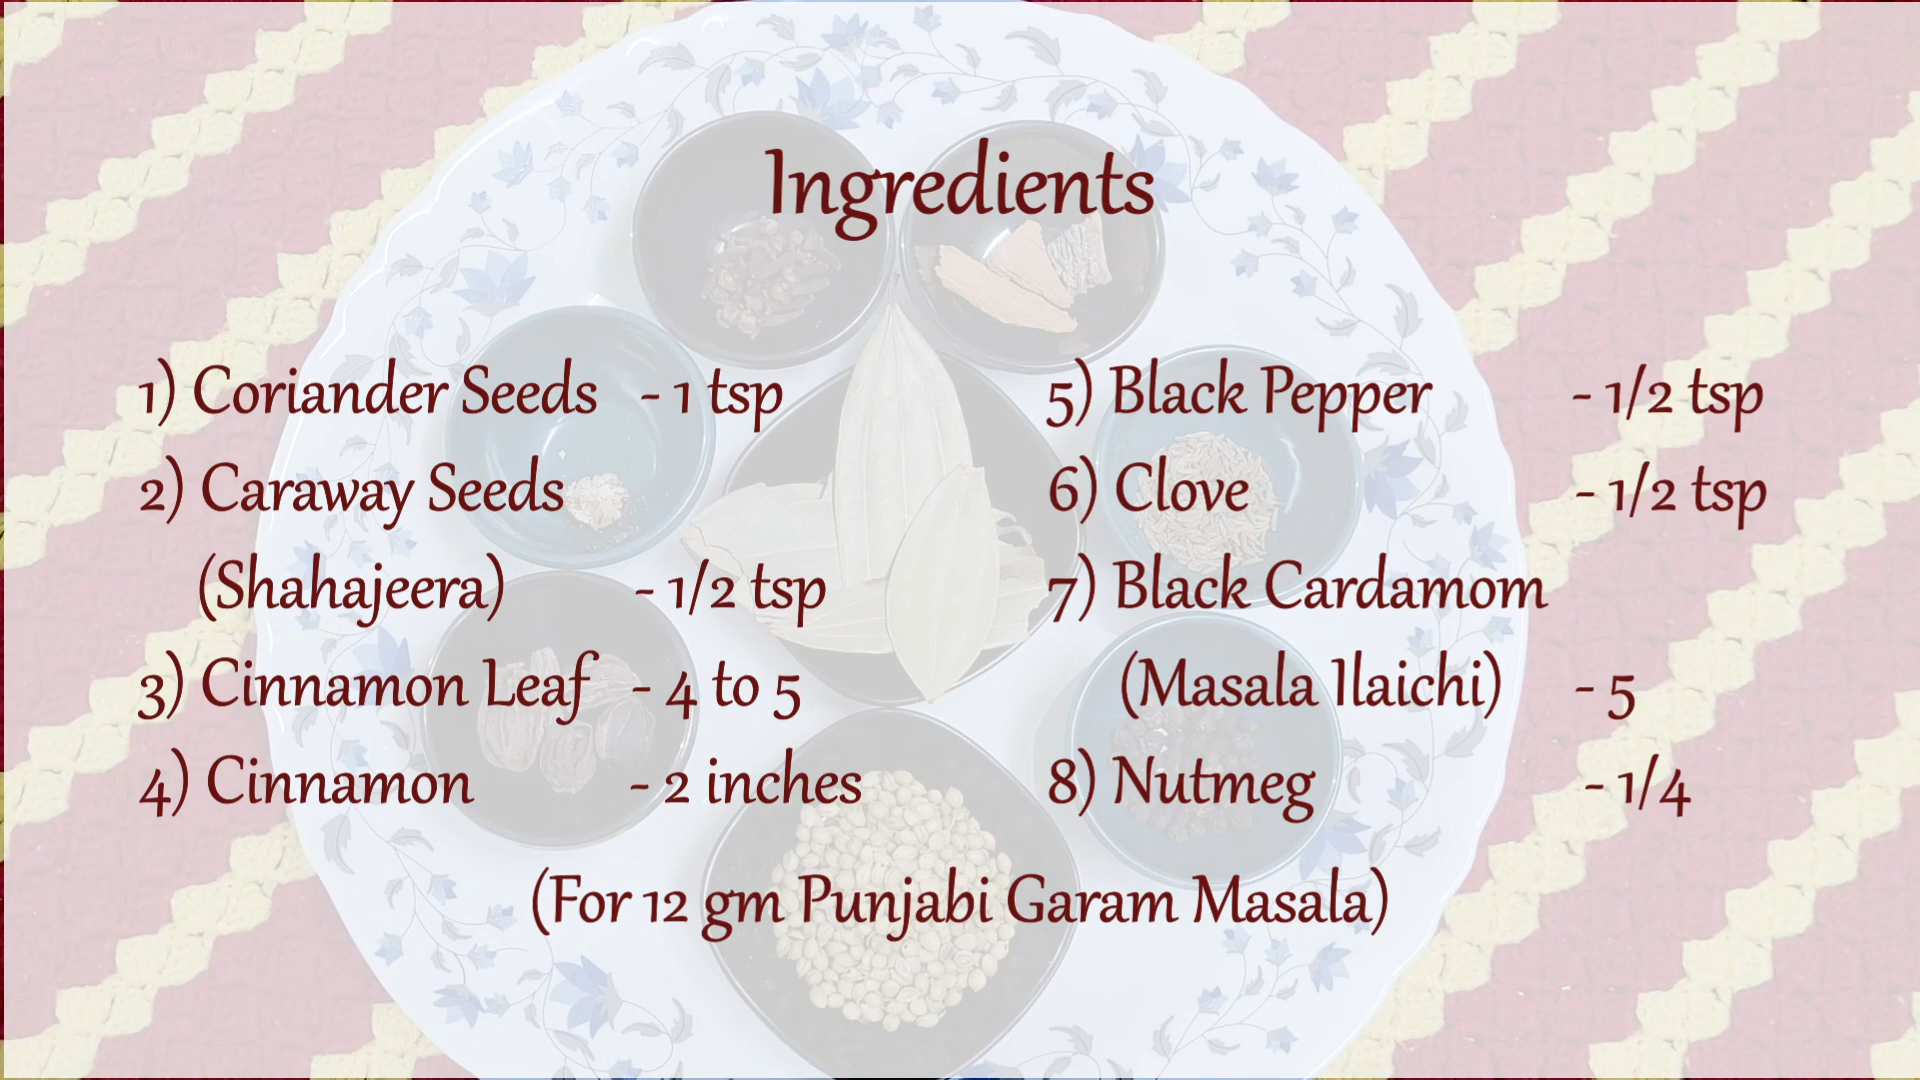 Ingredients
1) Coriander Seeds - 1 tsp
2) Caraway Seeds
(Shahajeera) - 1/2 tsp
3) Cinnamon Leaf - 4 to 5
4) Cinnamon - 2 inches
5) Black Pepper - 1/2 tsp
6) Clove - 1/2 tsp
7) Black Cardamom
(Masala Ilaichi) - 5
8) Nutmeg - 1/4
(For 12 gm Punjabi Garam Masala)